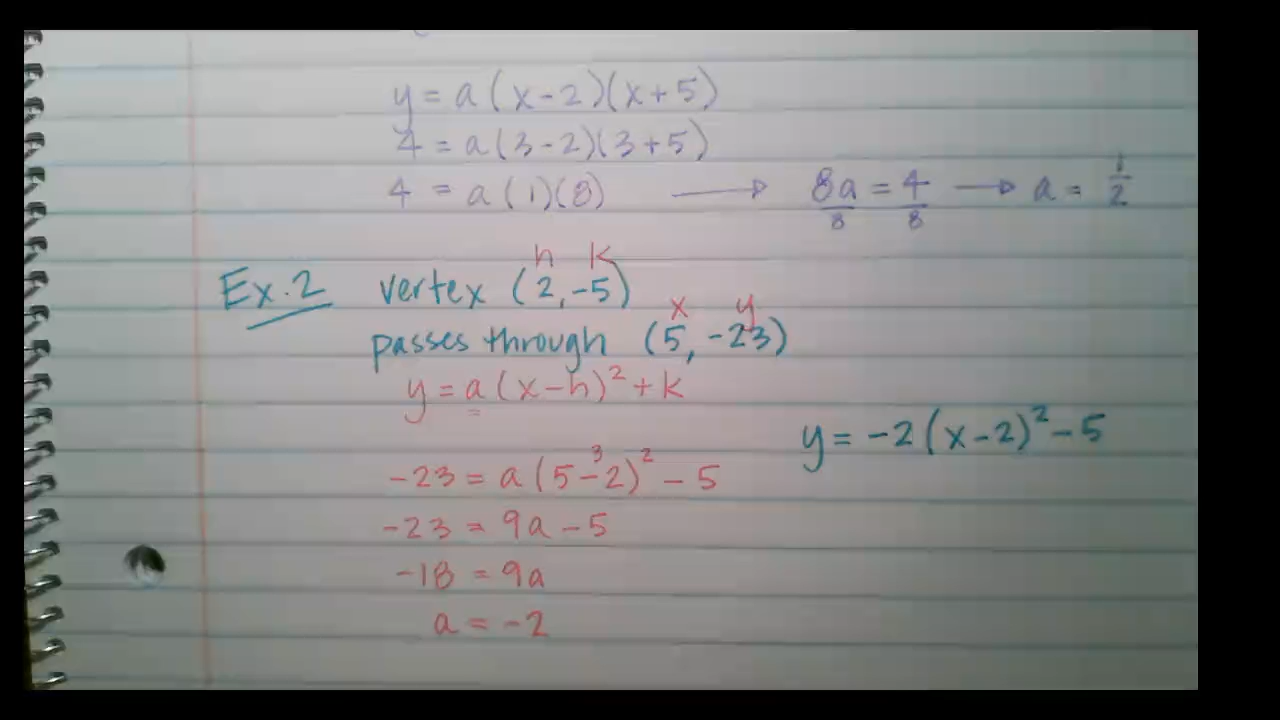 y = a(x-2)(x+5)
4 = a(3-2)(3+5)
4 = a(1)(8) → 8a/8 = 4/8 → a = 1/2
h k
Ex.2 vertex (2,-5)
x y
passes through (5, -23)
y = a(x-h)² + k
y = -2(x-2)² - 5
3
-23 = a(5-2)² - 5
-23 = 9a - 5
-18 = 9a
a = -2